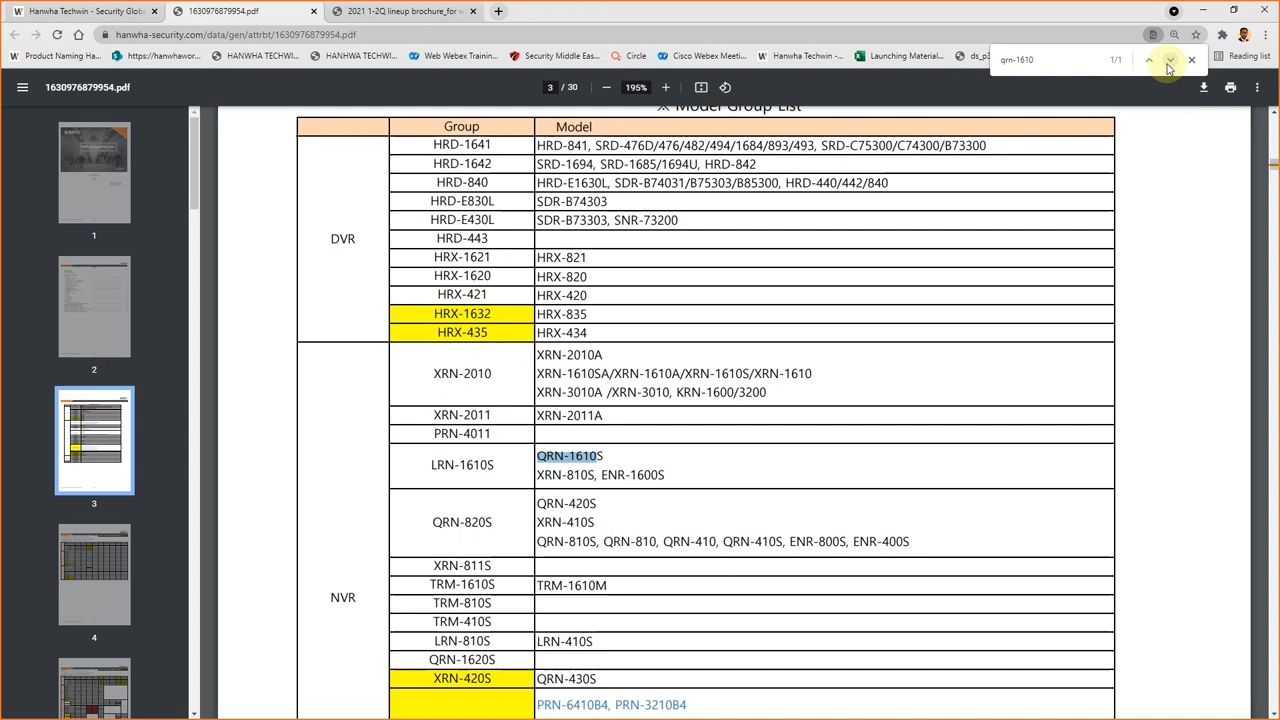 Hanwha Techwin - Security Globa
1630976879954.pdf
2021 1-2Q lineup brochure_for w
hanwha-security.com/data/gen/attrbt/1630976879954.pdf
Product Naming Ha...
https://hanwhawor...
HANWHA TECHWI...
HANHWA TECHWI...
Web Webex Training...
Security Middle Eas...
Circle
Cisco Webex Meet...
Hanwha Techwin -...
Launching Material...
ds_p3
Reading list
qrn-1610
1/1
1630976879954.pdf
3 / 30
195%
※ Model Group List
Group
Model
DVR
HRD-1641
HRD-841, SRD-476D/476/482/494/1684/893/493, SRD-C75300/C74300/B73300
HRD-1642
SRD-1694, SRD-1685/1694U, HRD-842
HRD-840
HRD-E1630L, SDR-B74031/B75303/B85300, HRD-440/442/840
HRD-E830L
SDR-B74303
HRD-E430L
SDR-B73303, SNR-73200
HRD-443
HRX-1621
HRX-821
HRX-1620
HRX-820
HRX-421
HRX-420
HRX-1632
HRX-835
HRX-435
HRX-434
NVR
XRN-2010
XRN-2010A
XRN-1610SA/XRN-1610A/XRN-1610S/XRN-1610
XRN-3010A /XRN-3010, KRN-1600/3200
XRN-2011
XRN-2011A
PRN-4011
LRN-1610S
QRN-1610S
XRN-810S, ENR-1600S
QRN-820S
QRN-420S
XRN-410S
QRN-810S, QRN-810, QRN-410, QRN-410S, ENR-800S, ENR-400S
XRN-811S
TRM-1610S
TRM-1610M
TRM-810S
TRM-410S
LRN-810S
LRN-410S
QRN-1620S
XRN-420S
QRN-430S
PRN-6410B4, PRN-3210B4
1
2
3
4